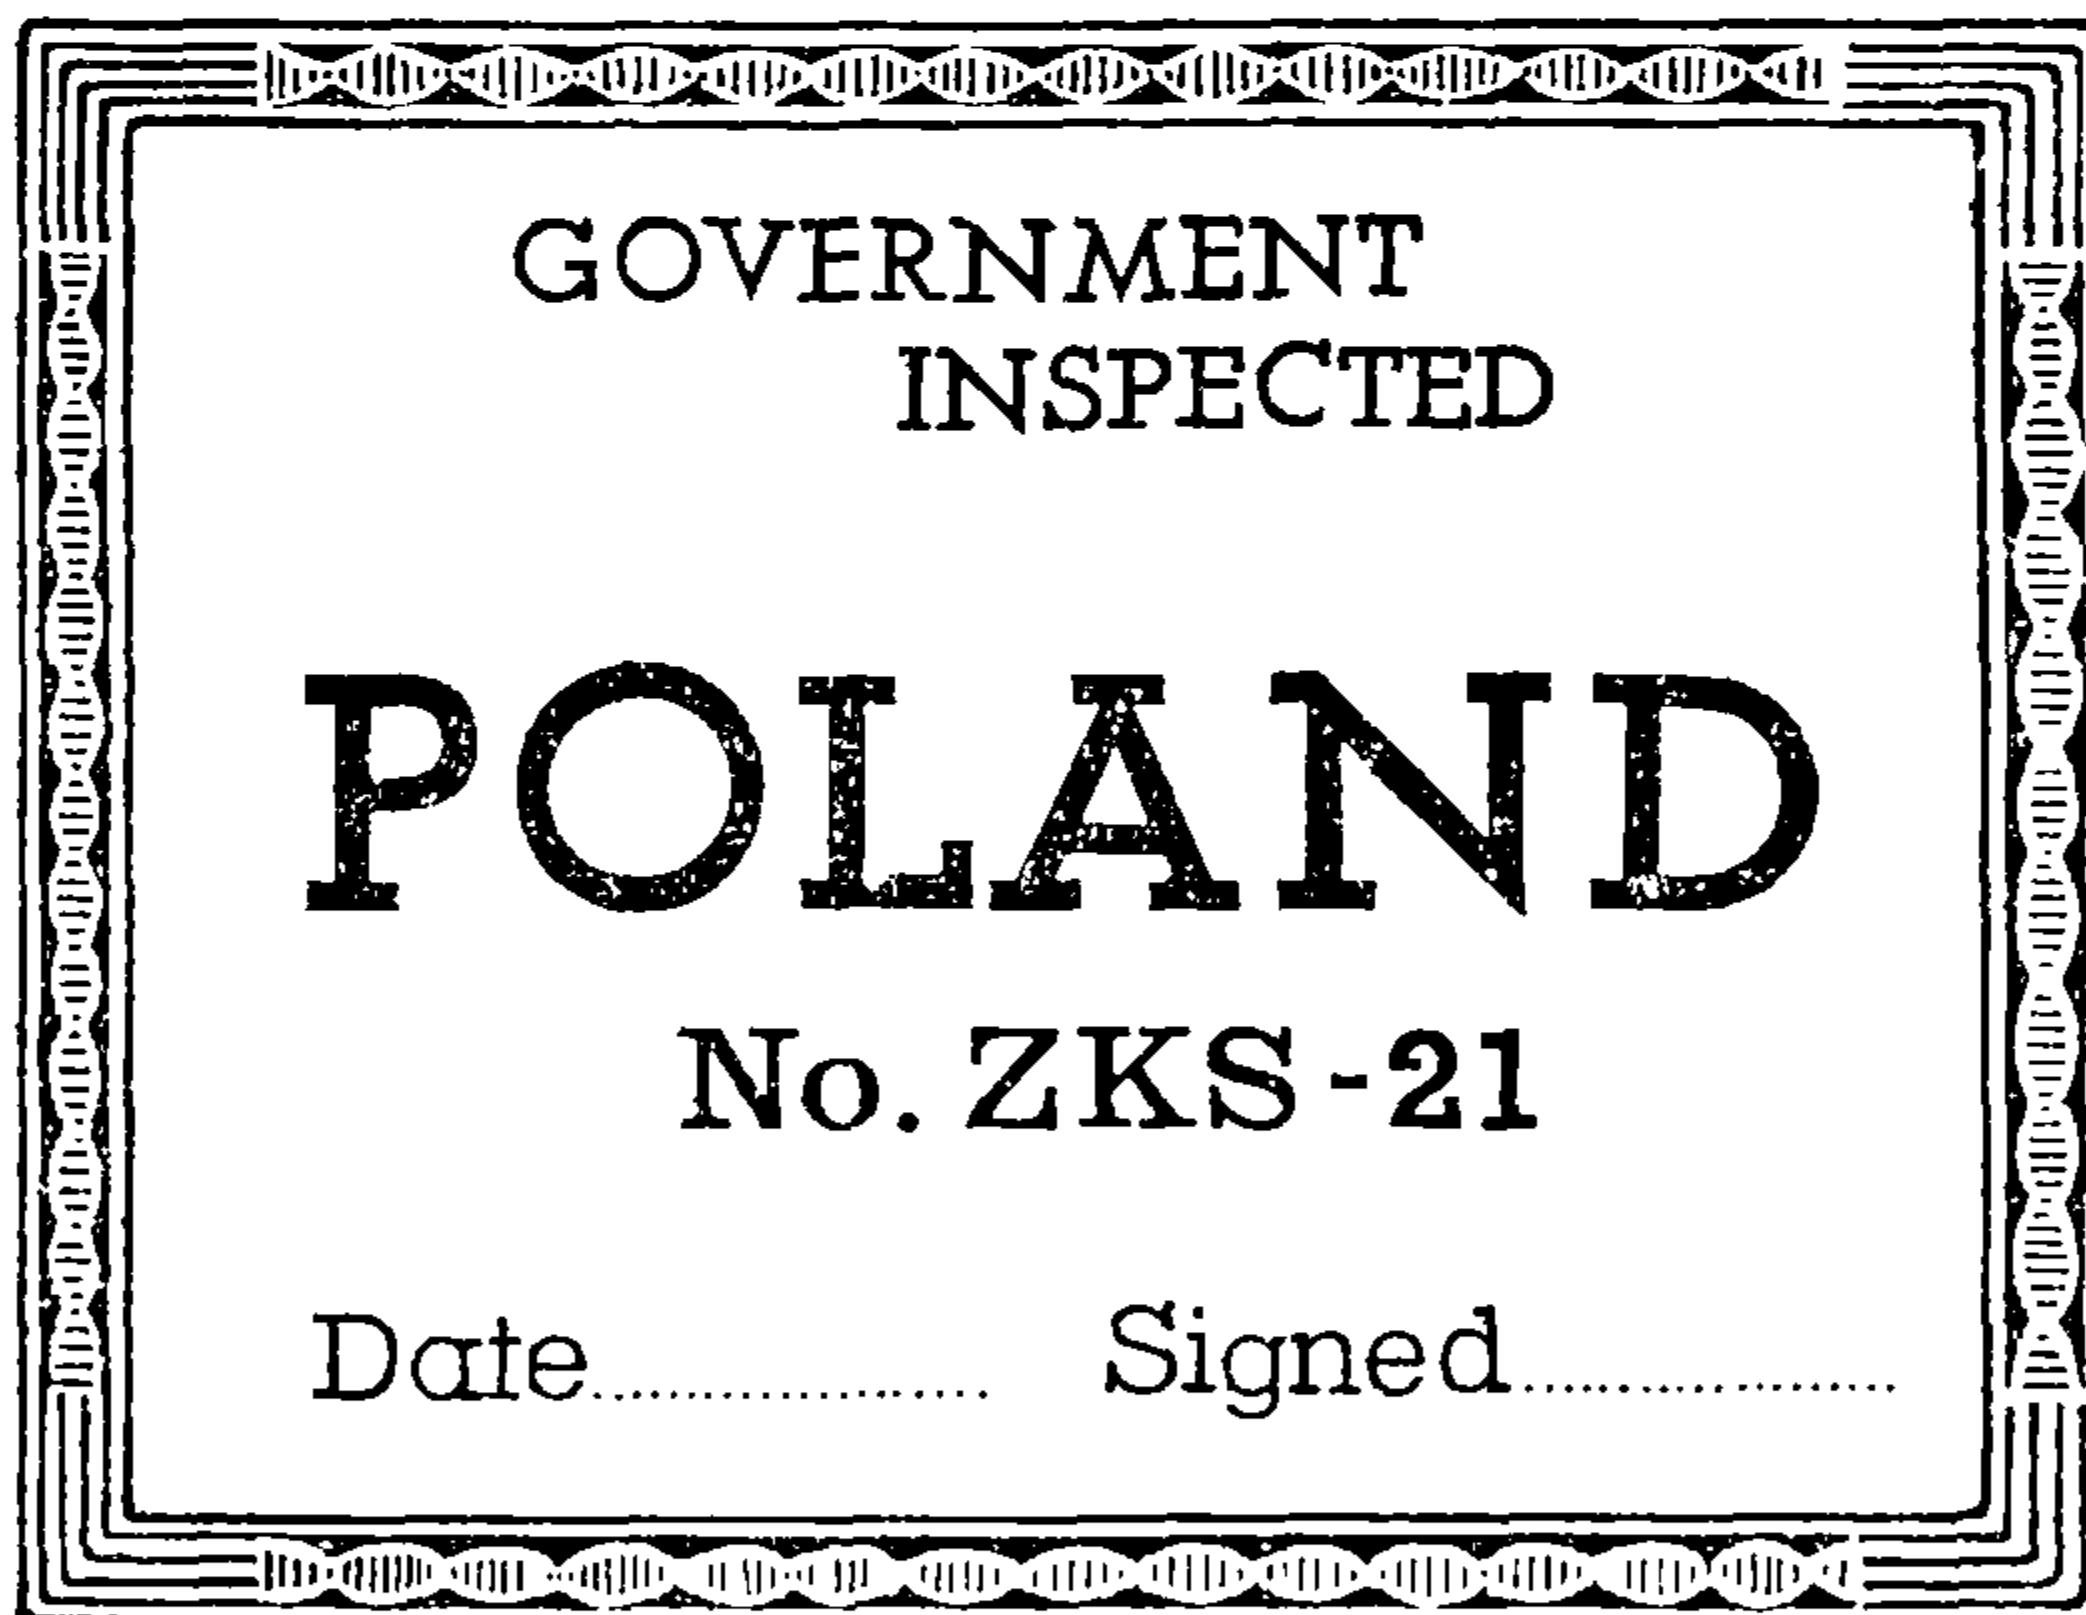 GOVERNMENT
INSPECTED
POLAND
No. ZKS-21
Date.................... Signed....................